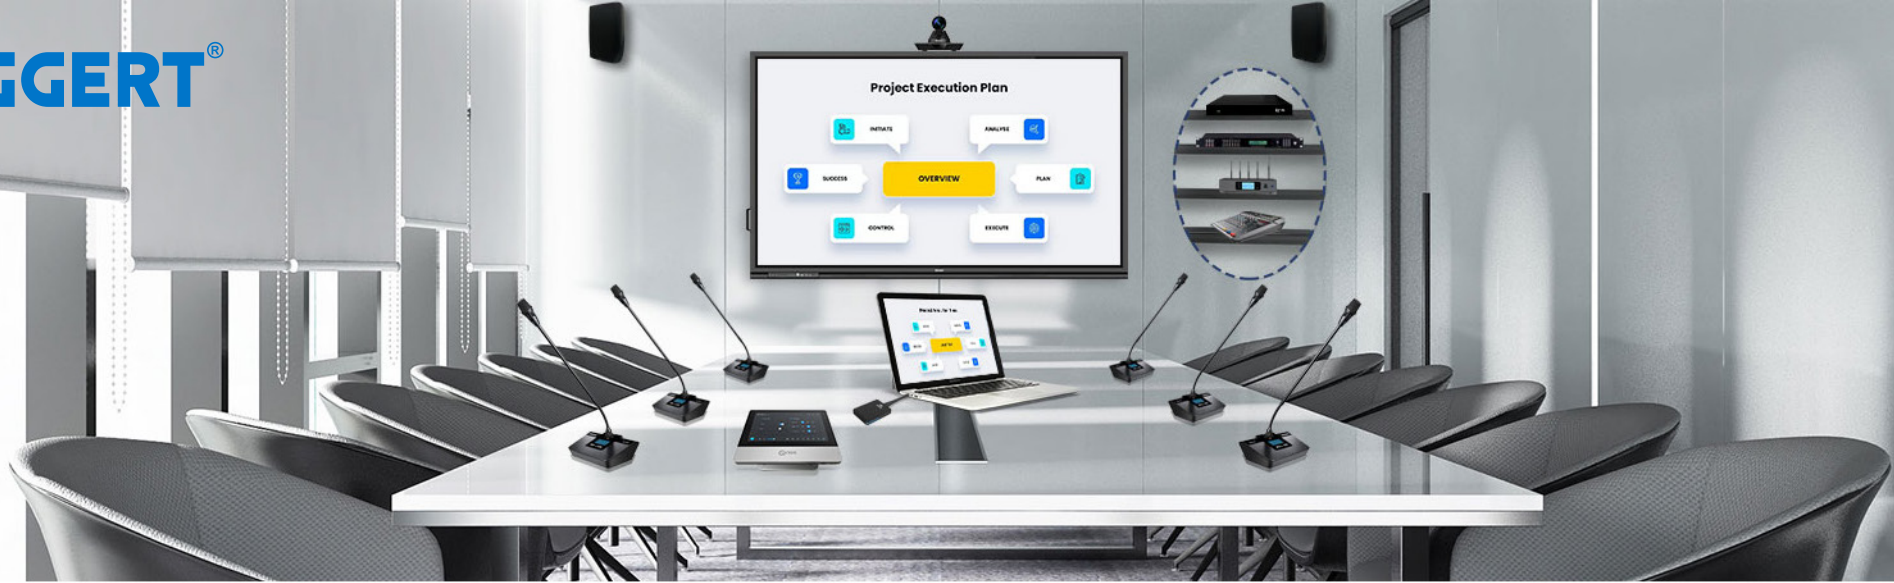 GGERT®
Project Execution Plan
INITIATE
ANALYSE
SUCCESS
OVERVIEW
PLAN
CONTROL
EXECUTE